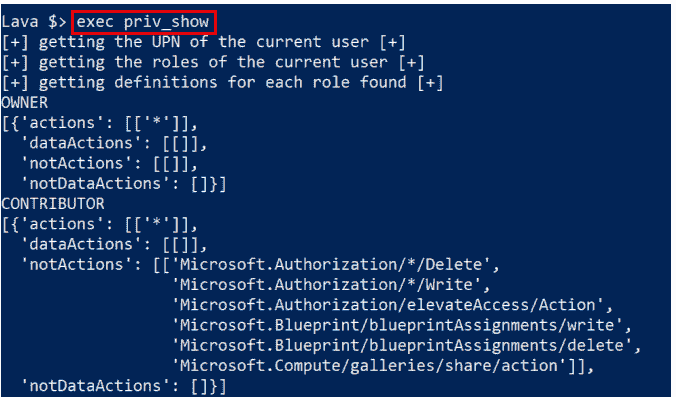 Lava $> exec priv_show
[+] getting the UPN of the current user [+]
[+] getting the roles of the current user [+]
[+] getting definitions for each role found [+]
OWNER
[{'actions': [['*']],
  'dataActions': [[]],
  'notActions': [[]],
  'notDataActions': []}]
CONTRIBUTOR
[{'actions': [['*']],
  'dataActions': [[]],
  'notActions': [['Microsoft.Authorization/*/Delete',
                  'Microsoft.Authorization/*/Write',
                  'Microsoft.Authorization/elevateAccess/Action',
                  'Microsoft.Blueprint/blueprintAssignments/write',
                  'Microsoft.Blueprint/blueprintAssignments/delete',
                  'Microsoft.Compute/galleries/share/action']],
  'notDataActions': []}]